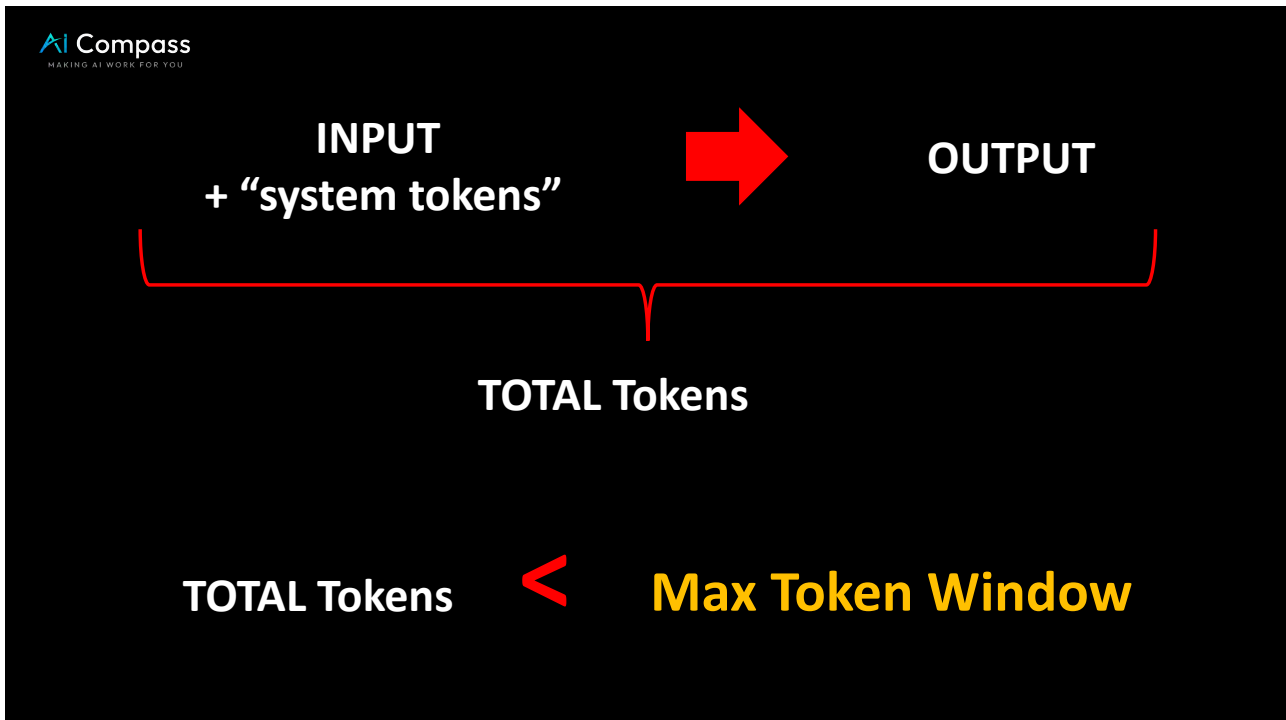 Ai Compass
MAKING AI WORK FOR YOU
INPUT
+ “system tokens”
OUTPUT
TOTAL Tokens
TOTAL Tokens < Max Token Window